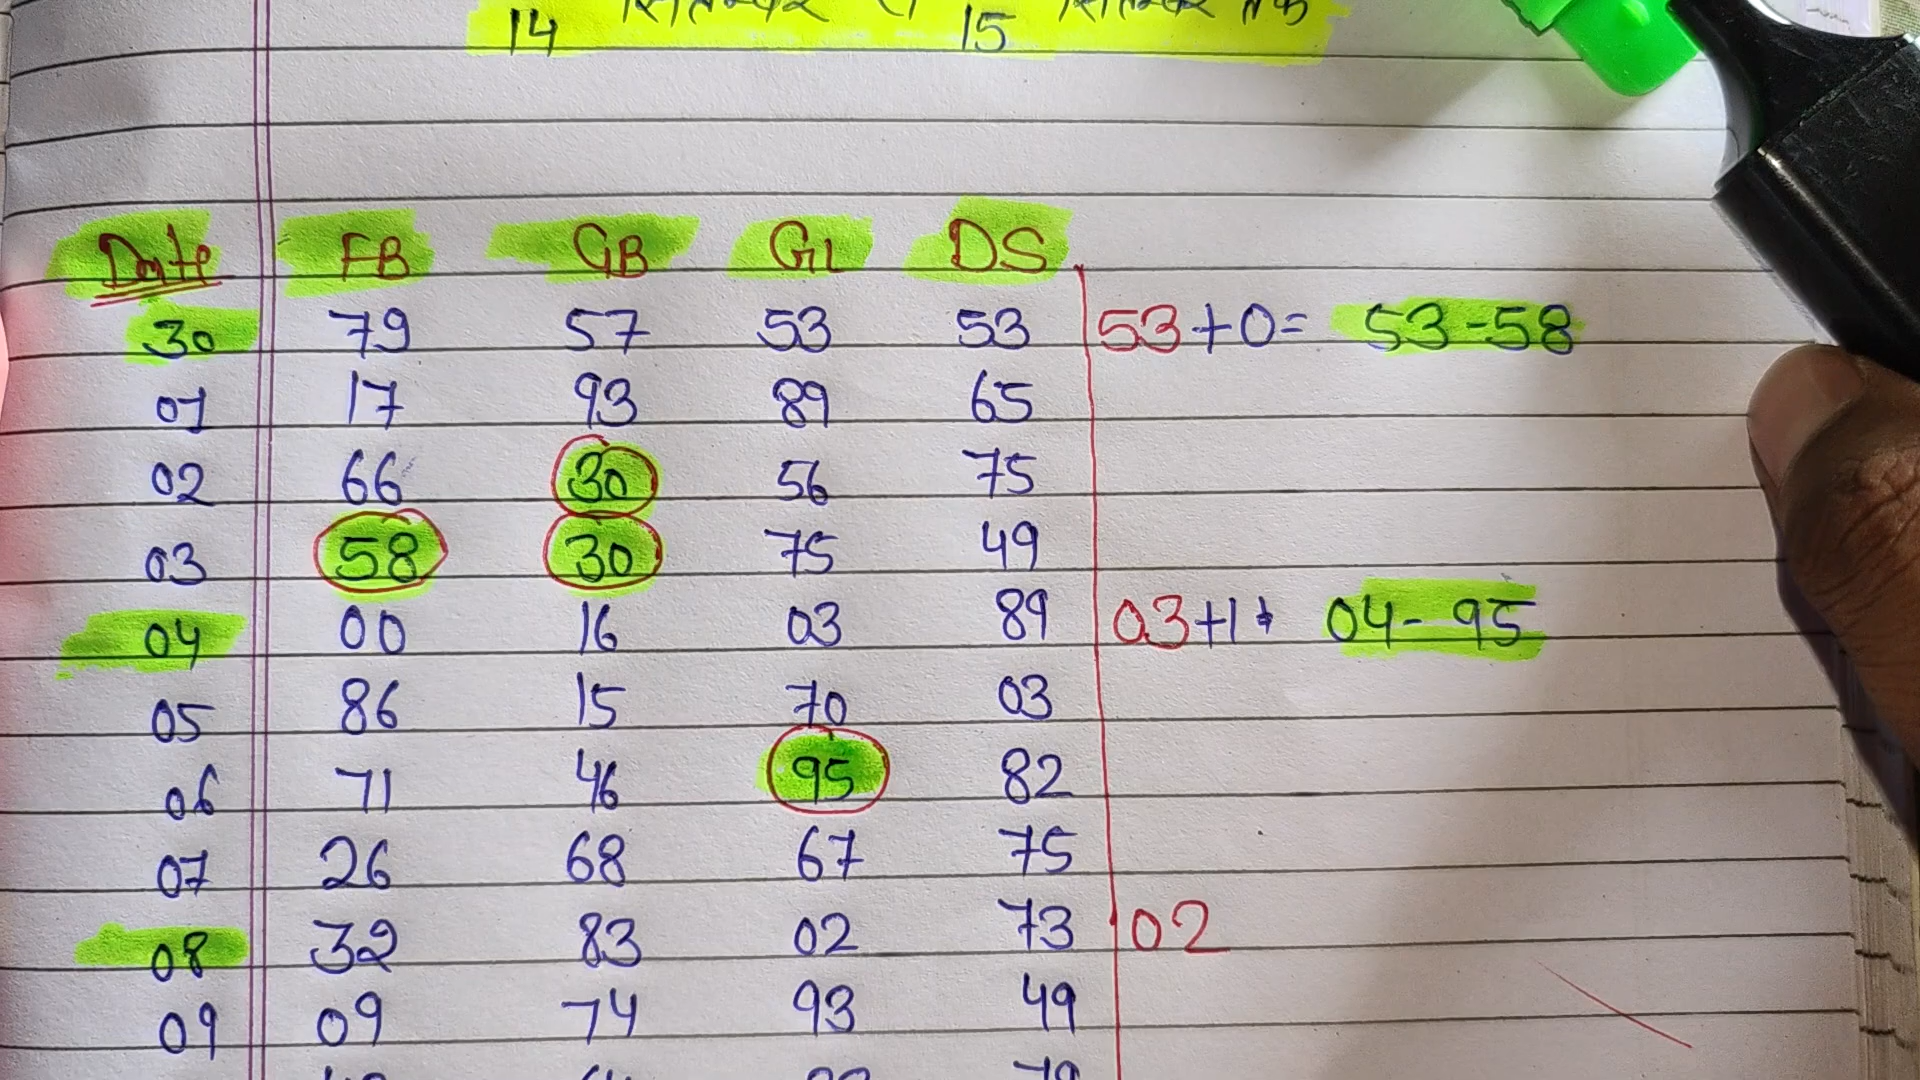 14 15
Date FB GB GL DS
30 79 57 53 53 53+0= 53-58
01 17 93 89 65
02 66 30 56 75
03 58 30 75 49
04 00 16 03 89 03+1+ 04- 95
05 86 15 70 03
06 71 46 95 82
07 26 68 67 75
08 32 83 02 73 02
09 09 74 93 49